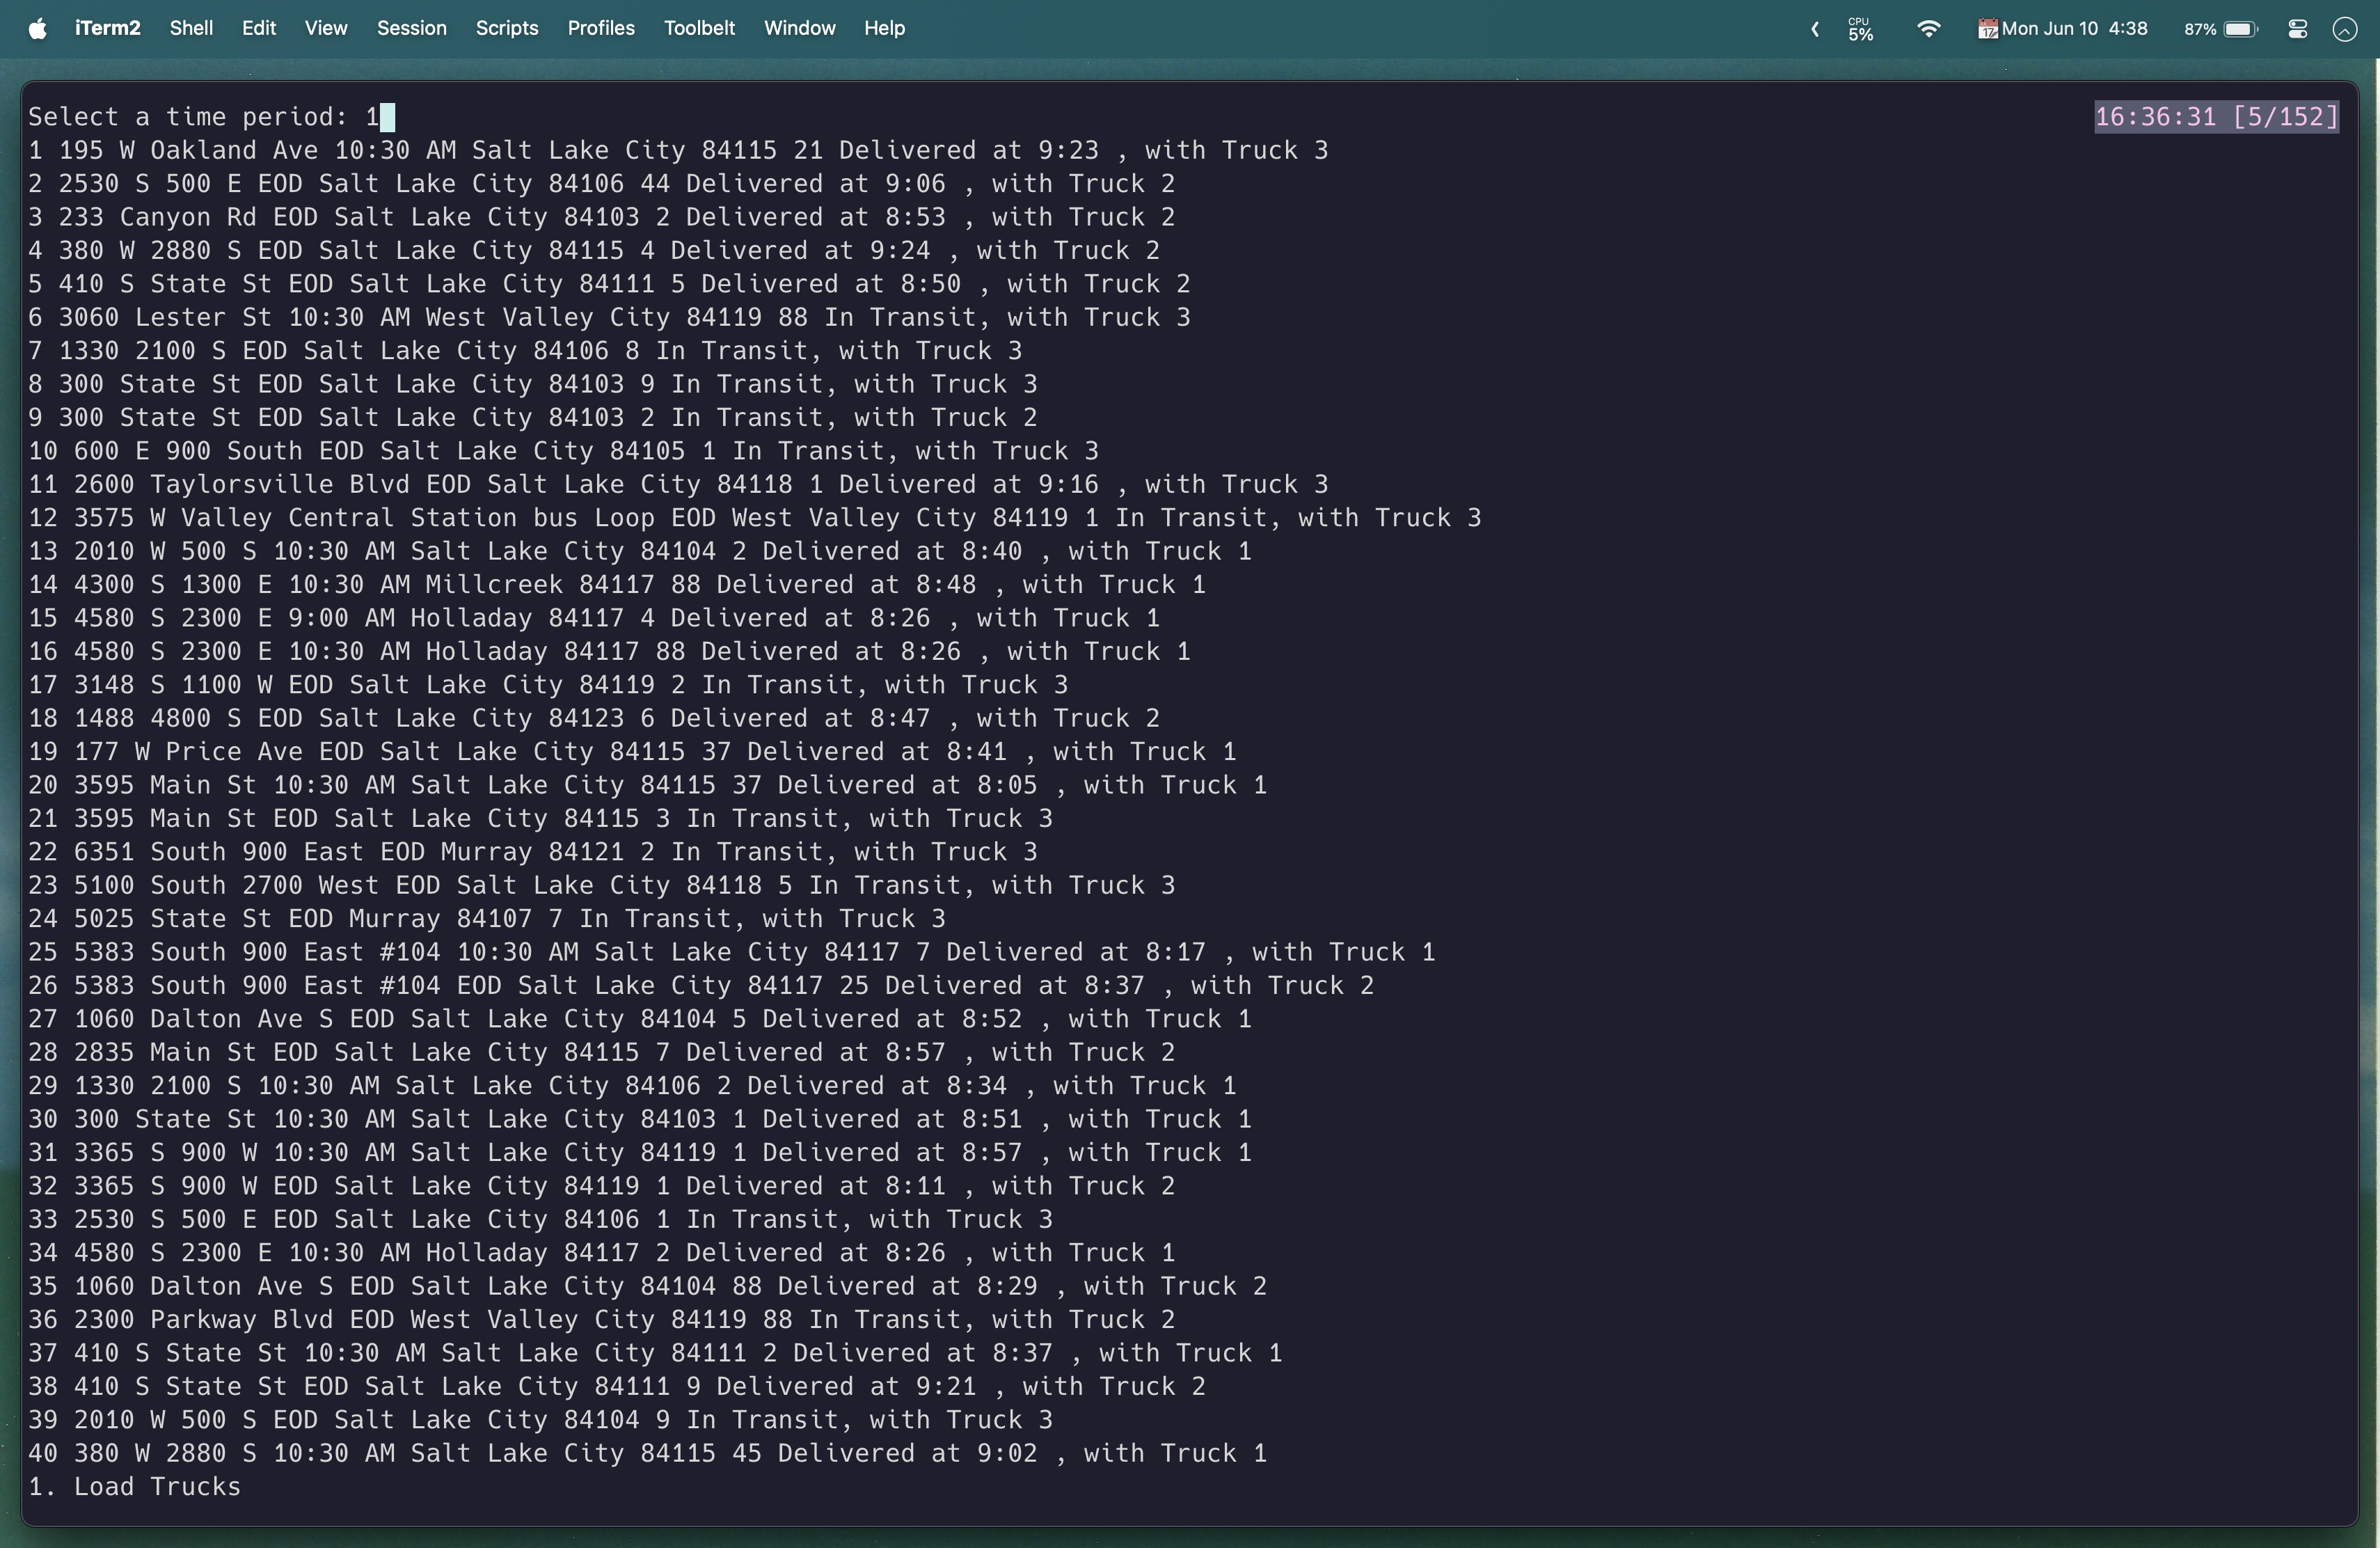 iTerm2 Shell Edit View Session Scripts Profiles Toolbelt Window Help CPU 5% 17 Mon Jun 10 4:38 87%
Select a time period: 1 16:36:31 [5/152]
1 195 W Oakland Ave 10:30 AM Salt Lake City 84115 21 Delivered at 9:23 , with Truck 3
2 2530 S 500 E EOD Salt Lake City 84106 44 Delivered at 9:06 , with Truck 2
3 233 Canyon Rd EOD Salt Lake City 84103 2 Delivered at 8:53 , with Truck 2
4 380 W 2880 S EOD Salt Lake City 84115 4 Delivered at 9:24 , with Truck 2
5 410 S State St EOD Salt Lake City 84111 5 Delivered at 8:50 , with Truck 2
6 3060 Lester St 10:30 AM West Valley City 84119 88 In Transit, with Truck 3
7 1330 2100 S EOD Salt Lake City 84106 8 In Transit, with Truck 3
8 300 State St EOD Salt Lake City 84103 9 In Transit, with Truck 3
9 300 State St EOD Salt Lake City 84103 2 In Transit, with Truck 2
10 600 E 900 South EOD Salt Lake City 84105 1 In Transit, with Truck 3
11 2600 Taylorsville Blvd EOD Salt Lake City 84118 1 Delivered at 9:16 , with Truck 3
12 3575 W Valley Central Station bus Loop EOD West Valley City 84119 1 In Transit, with Truck 3
13 2010 W 500 S 10:30 AM Salt Lake City 84104 2 Delivered at 8:40 , with Truck 1
14 4300 S 1300 E 10:30 AM Millcreek 84117 88 Delivered at 8:48 , with Truck 1
15 4580 S 2300 E 9:00 AM Holladay 84117 4 Delivered at 8:26 , with Truck 1
16 4580 S 2300 E 10:30 AM Holladay 84117 88 Delivered at 8:26 , with Truck 1
17 3148 S 1100 W EOD Salt Lake City 84119 2 In Transit, with Truck 3
18 1488 4800 S EOD Salt Lake City 84123 6 Delivered at 8:47 , with Truck 2
19 177 W Price Ave EOD Salt Lake City 84115 37 Delivered at 8:41 , with Truck 1
20 3595 Main St 10:30 AM Salt Lake City 84115 37 Delivered at 8:05 , with Truck 1
21 3595 Main St EOD Salt Lake City 84115 3 In Transit, with Truck 3
22 6351 South 900 East EOD Murray 84121 2 In Transit, with Truck 3
23 5100 South 2700 West EOD Salt Lake City 84118 5 In Transit, with Truck 3
24 5025 State St EOD Murray 84107 7 In Transit, with Truck 3
25 5383 South 900 East #104 10:30 AM Salt Lake City 84117 7 Delivered at 8:17 , with Truck 1
26 5383 South 900 East #104 EOD Salt Lake City 84117 25 Delivered at 8:37 , with Truck 2
27 1060 Dalton Ave S EOD Salt Lake City 84104 5 Delivered at 8:52 , with Truck 1
28 2835 Main St EOD Salt Lake City 84115 7 Delivered at 8:57 , with Truck 2
29 1330 2100 S 10:30 AM Salt Lake City 84106 2 Delivered at 8:34 , with Truck 1
30 300 State St 10:30 AM Salt Lake City 84103 1 Delivered at 8:51 , with Truck 1
31 3365 S 900 W 10:30 AM Salt Lake City 84119 1 Delivered at 8:57 , with Truck 1
32 3365 S 900 W EOD Salt Lake City 84119 1 Delivered at 8:11 , with Truck 2
33 2530 S 500 E EOD Salt Lake City 84106 1 In Transit, with Truck 3
34 4580 S 2300 E 10:30 AM Holladay 84117 2 Delivered at 8:26 , with Truck 1
35 1060 Dalton Ave S EOD Salt Lake City 84104 88 Delivered at 8:29 , with Truck 2
36 2300 Parkway Blvd EOD West Valley City 84119 88 In Transit, with Truck 2
37 410 S State St 10:30 AM Salt Lake City 84111 2 Delivered at 8:37 , with Truck 1
38 410 S State St EOD Salt Lake City 84111 9 Delivered at 9:21 , with Truck 2
39 2010 W 500 S EOD Salt Lake City 84104 9 In Transit, with Truck 3
40 380 W 2880 S 10:30 AM Salt Lake City 84115 45 Delivered at 9:02 , with Truck 1
1. Load Trucks